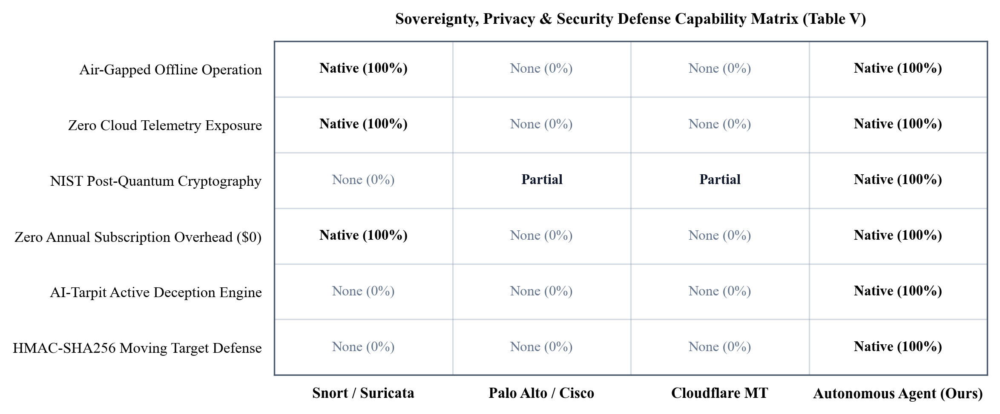 Sovereignty, Privacy & Security Defense Capability Matrix (Table V)
Air-Gapped Offline Operation Native (100%) None (0%) None (0%) Native (100%)
Zero Cloud Telemetry Exposure Native (100%) None (0%) None (0%) Native (100%)
NIST Post-Quantum Cryptography None (0%) Partial Partial Native (100%)
Zero Annual Subscription Overhead ($0) Native (100%) None (0%) None (0%) Native (100%)
AI-Tarpit Active Deception Engine None (0%) None (0%) None (0%) Native (100%)
HMAC-SHA256 Moving Target Defense None (0%) None (0%) None (0%) Native (100%)
Snort / Suricata Palo Alto / Cisco Cloudflare MT Autonomous Agent (Ours)